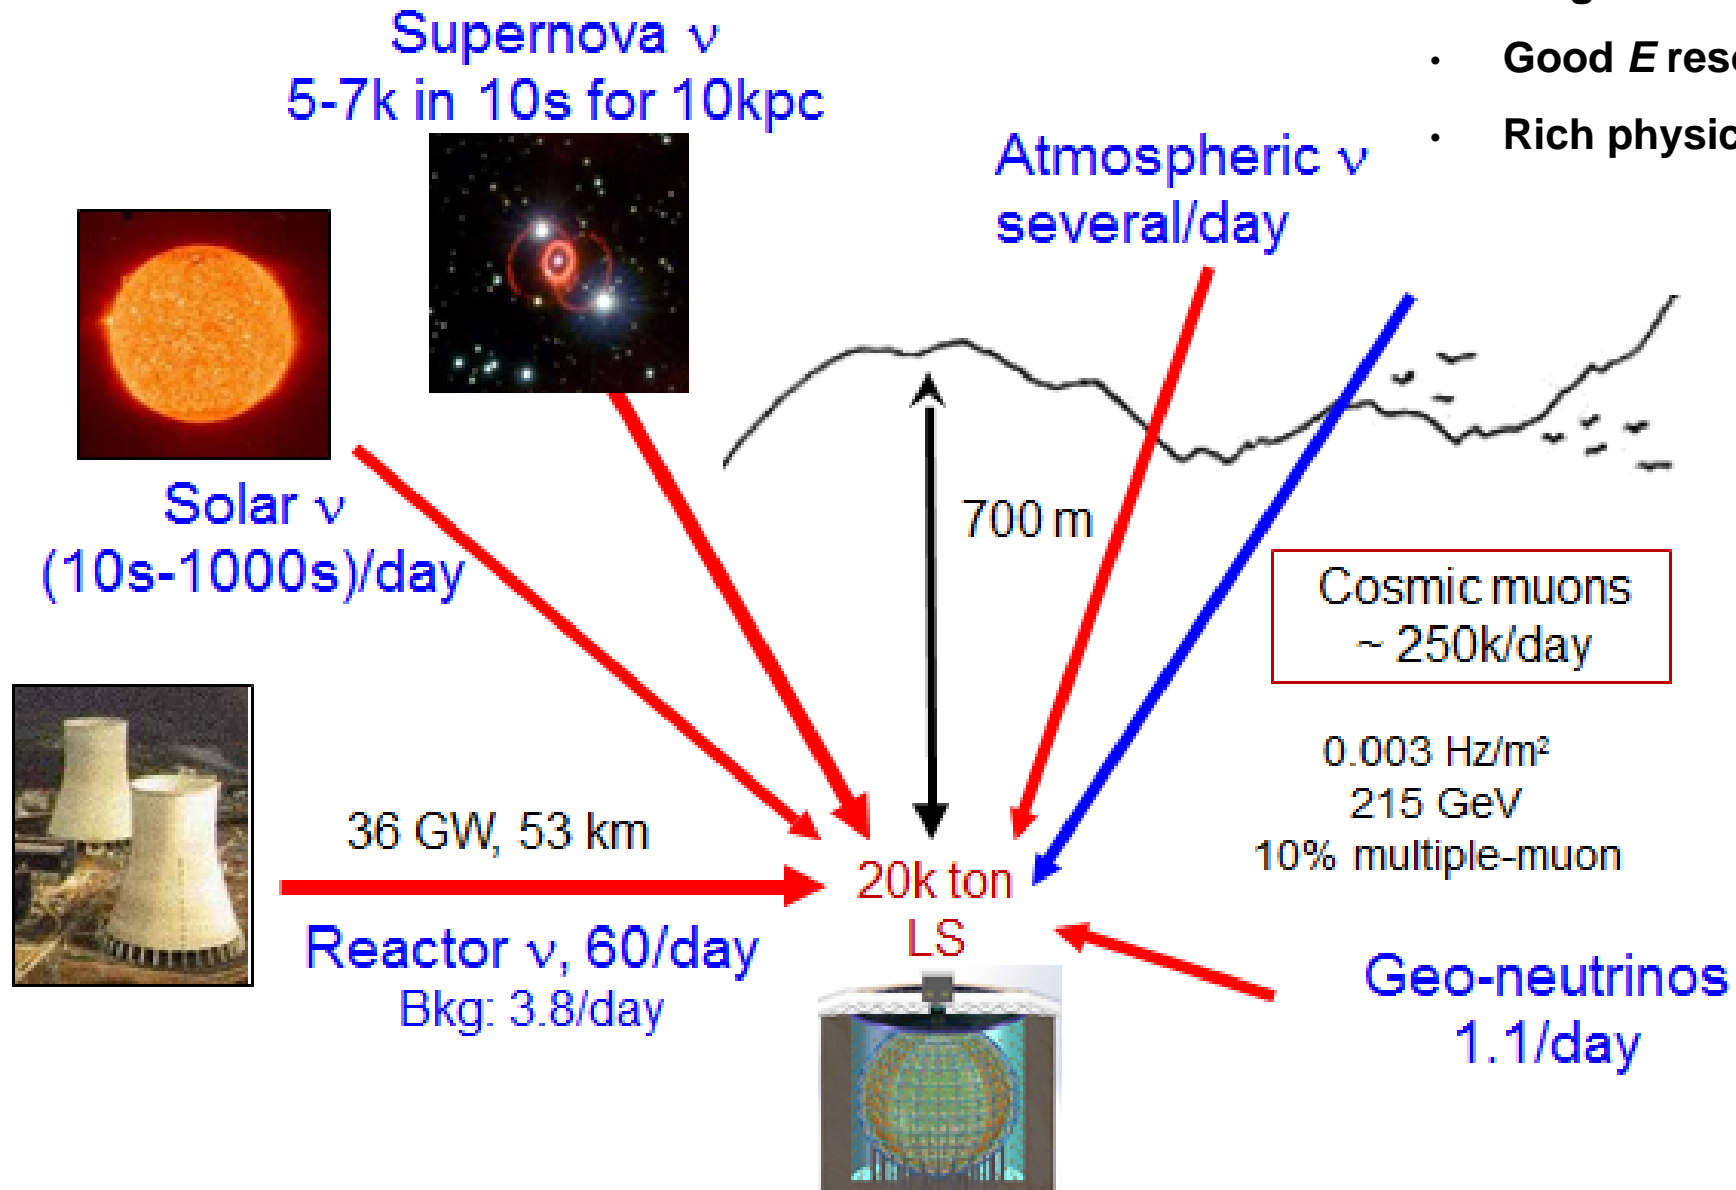 Supernova ν
5-7k in 10s for 10kpc
Good E
Rich
Atmospheric ν
several/day
Solar ν
(10s-1000s)/day
700 m
Cosmic muons
~ 250k/day
0.003 Hz/m²
215 GeV
10% multiple-muon
36 GW, 53 km
20k ton
LS
Reactor ν, 60/day
Bkg: 3.8/day
Geo-neutrinos
1.1/day